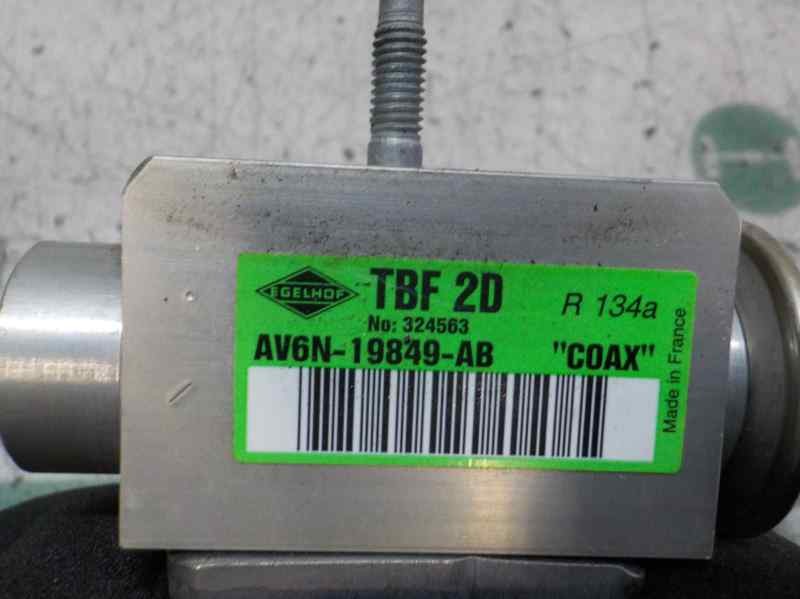 EGELHOF
TBF 2D
R 134a
No: 324563
AV6N-19849-AB
"COAX"
Made in France